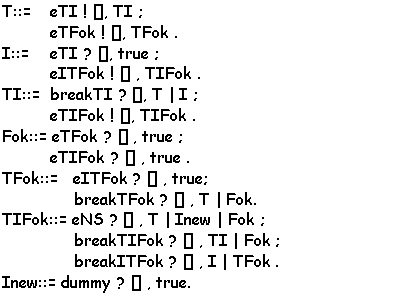 T::= eTI ! [], TI ;
eTFok ! [], TFok .
I::= eTI ? [], true ;
eITFok ! [] , TIFok .
TI::= breakTI ? [], T | I ;
eTIFok ! [], TIFok .
Fok::= eTFok ? [] , true ;
eTIFok ? [] , true .
TFok::= eITFok ? [] , true;
breakTFok ? [] , T | Fok.
TIFok::= eNS ? [], T | Inew | Fok ;
breakTIFok ? [] , TI | Fok ;
breakITFok ? [] , I | TFok .
Inew::= dummy ? [] , true.